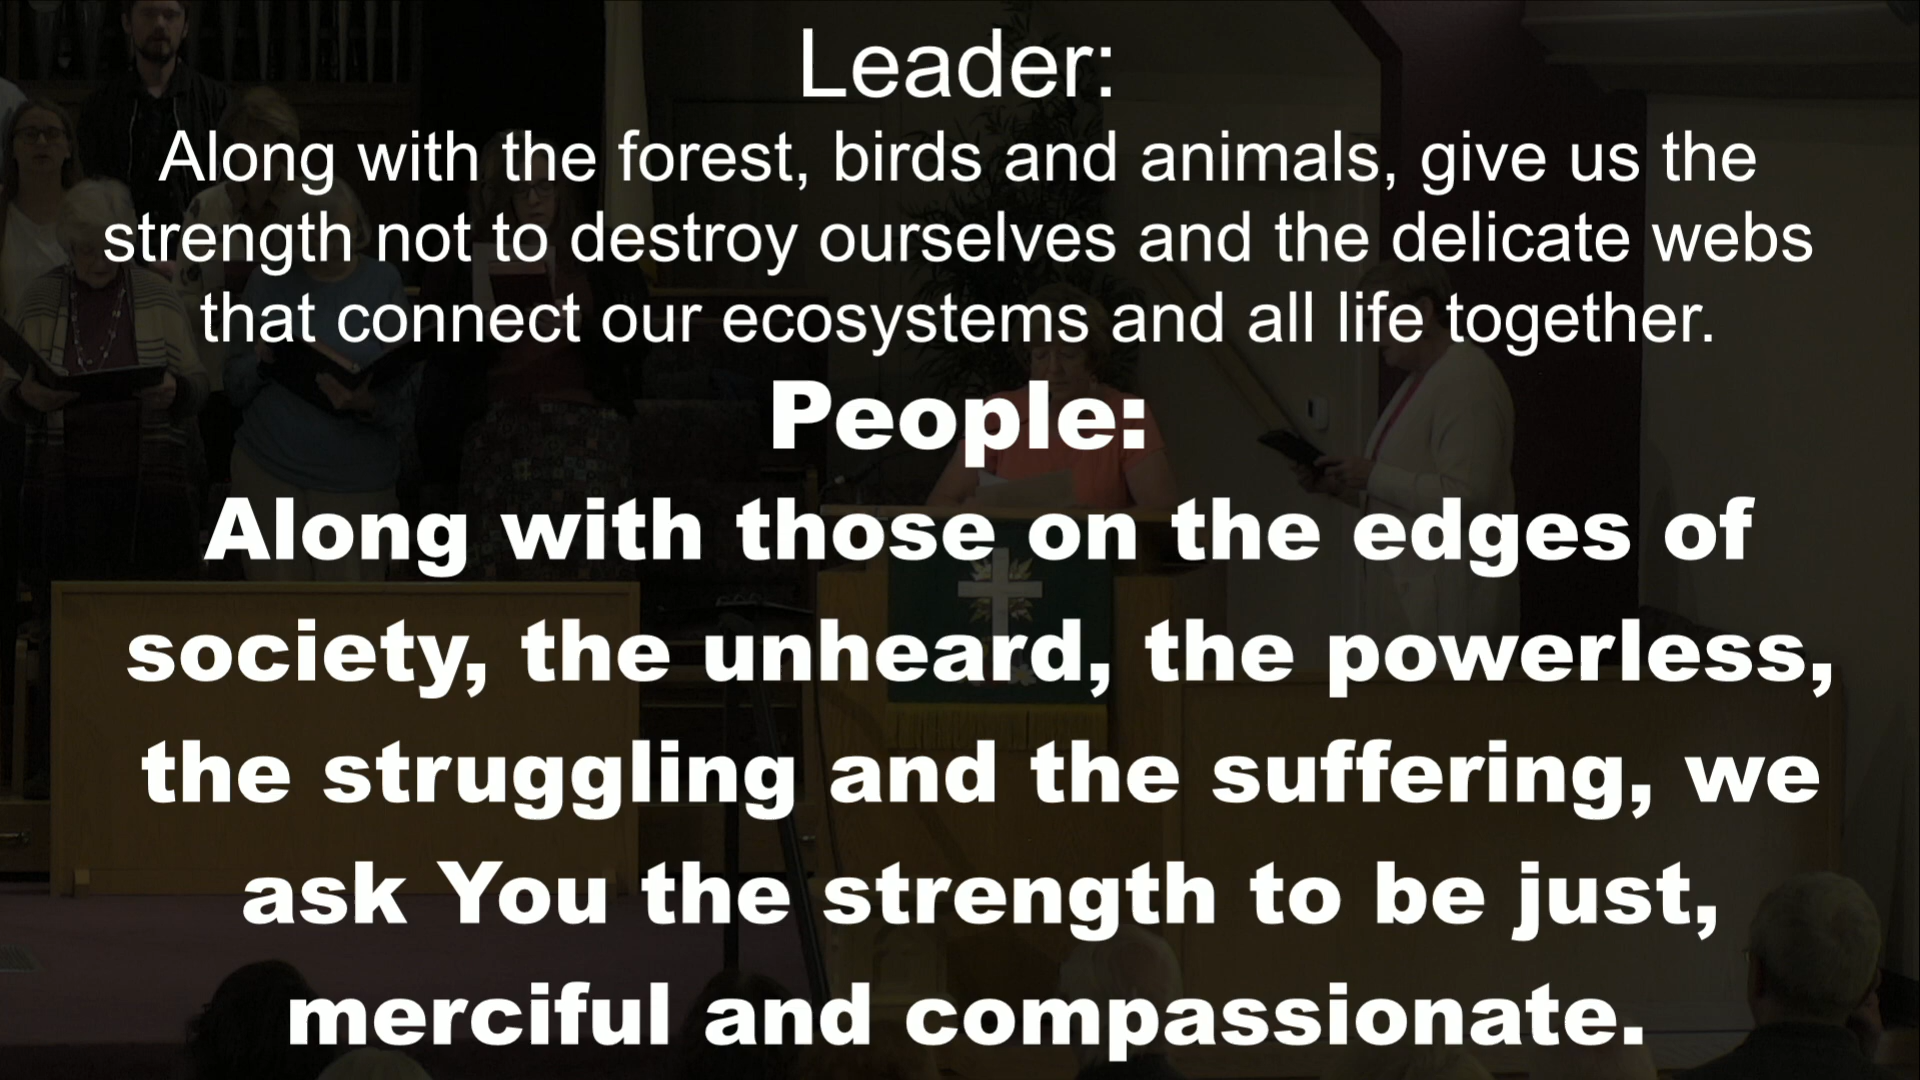 Leader:
Along with the forest, birds and animals, give us the
strength not to destroy ourselves and the delicate webs
that connect our ecosystems and all life together.
People:
Along with those on the edges of
society, the unheard, the powerless,
the struggling and the suffering, we
ask You the strength to be just,
merciful and compassionate.